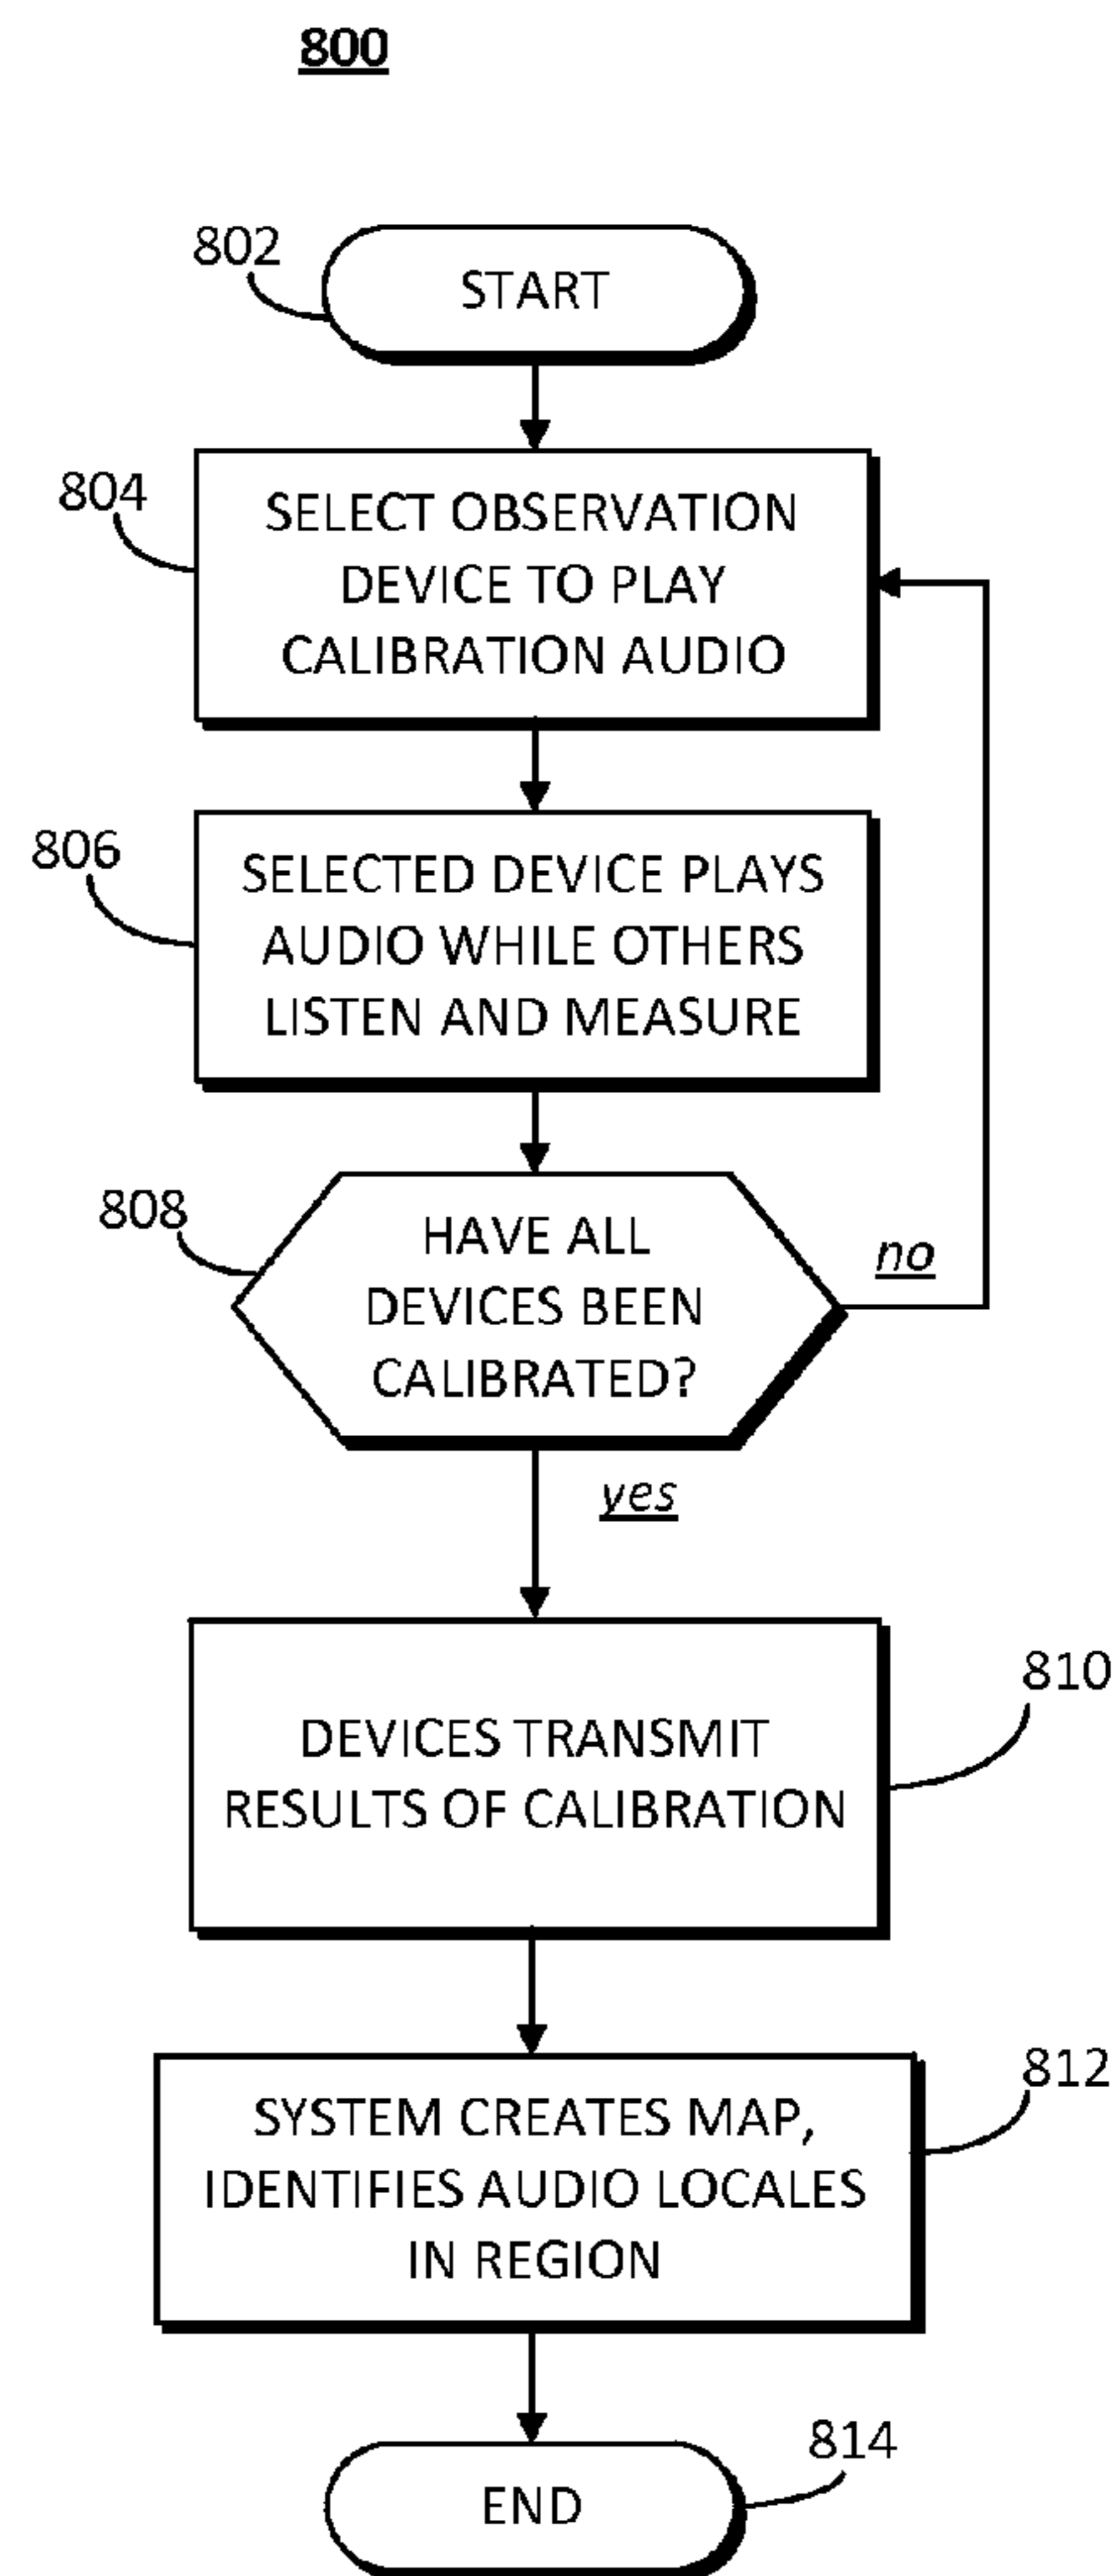 800
802
START
804
SELECT OBSERVATION
DEVICE TO PLAY
CALIBRATION AUDIO
806
SELECTED DEVICE PLAYS
AUDIO WHILE OTHERS
LISTEN AND MEASURE
808
HAVE ALL
DEVICES BEEN
CALIBRATED?
no
yes
810
DEVICES TRANSMIT
RESULTS OF CALIBRATION
812
SYSTEM CREATES MAP,
IDENTIFIES AUDIO LOCALES
IN REGION
814
END